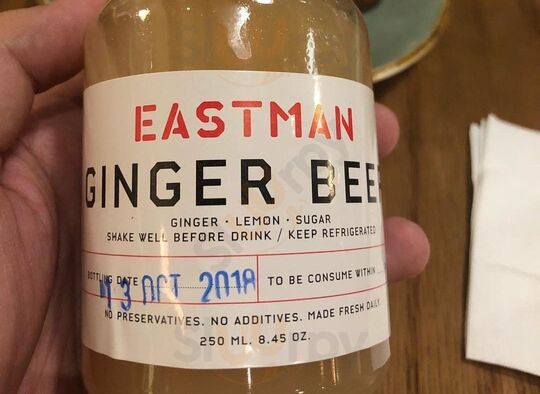 EASTMAN
GINGER BEE
GINGER · LEMON · SUGAR
SHAKE WELL BEFORE DRINK / KEEP REFRIGERATED
BOTTLING DATE 13 OCT 2018 TO BE CONSUME WITHIN
NO PRESERVATIVES. NO ADDITIVES. MADE FRESH DAILY
250 ML. 8.45 OZ.
Sluurpy